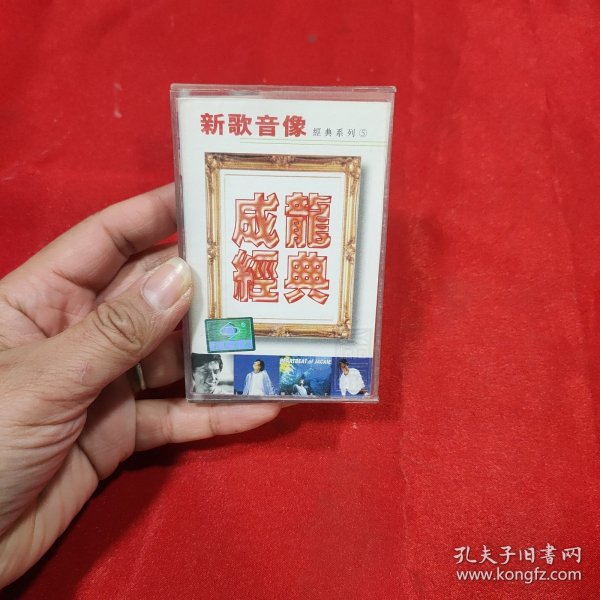 新歌音像 經典系列⑤
成龍
經典
HEARTBEAT of JACKIE
孔夫子旧书网
www.kongfz.com